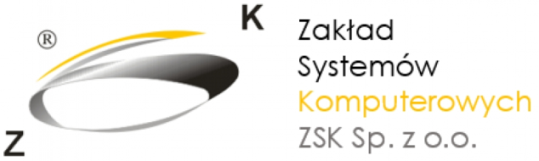 ® K
Z
Zakład
Systemów
Komputerowych
ZSK Sp. z o.o.